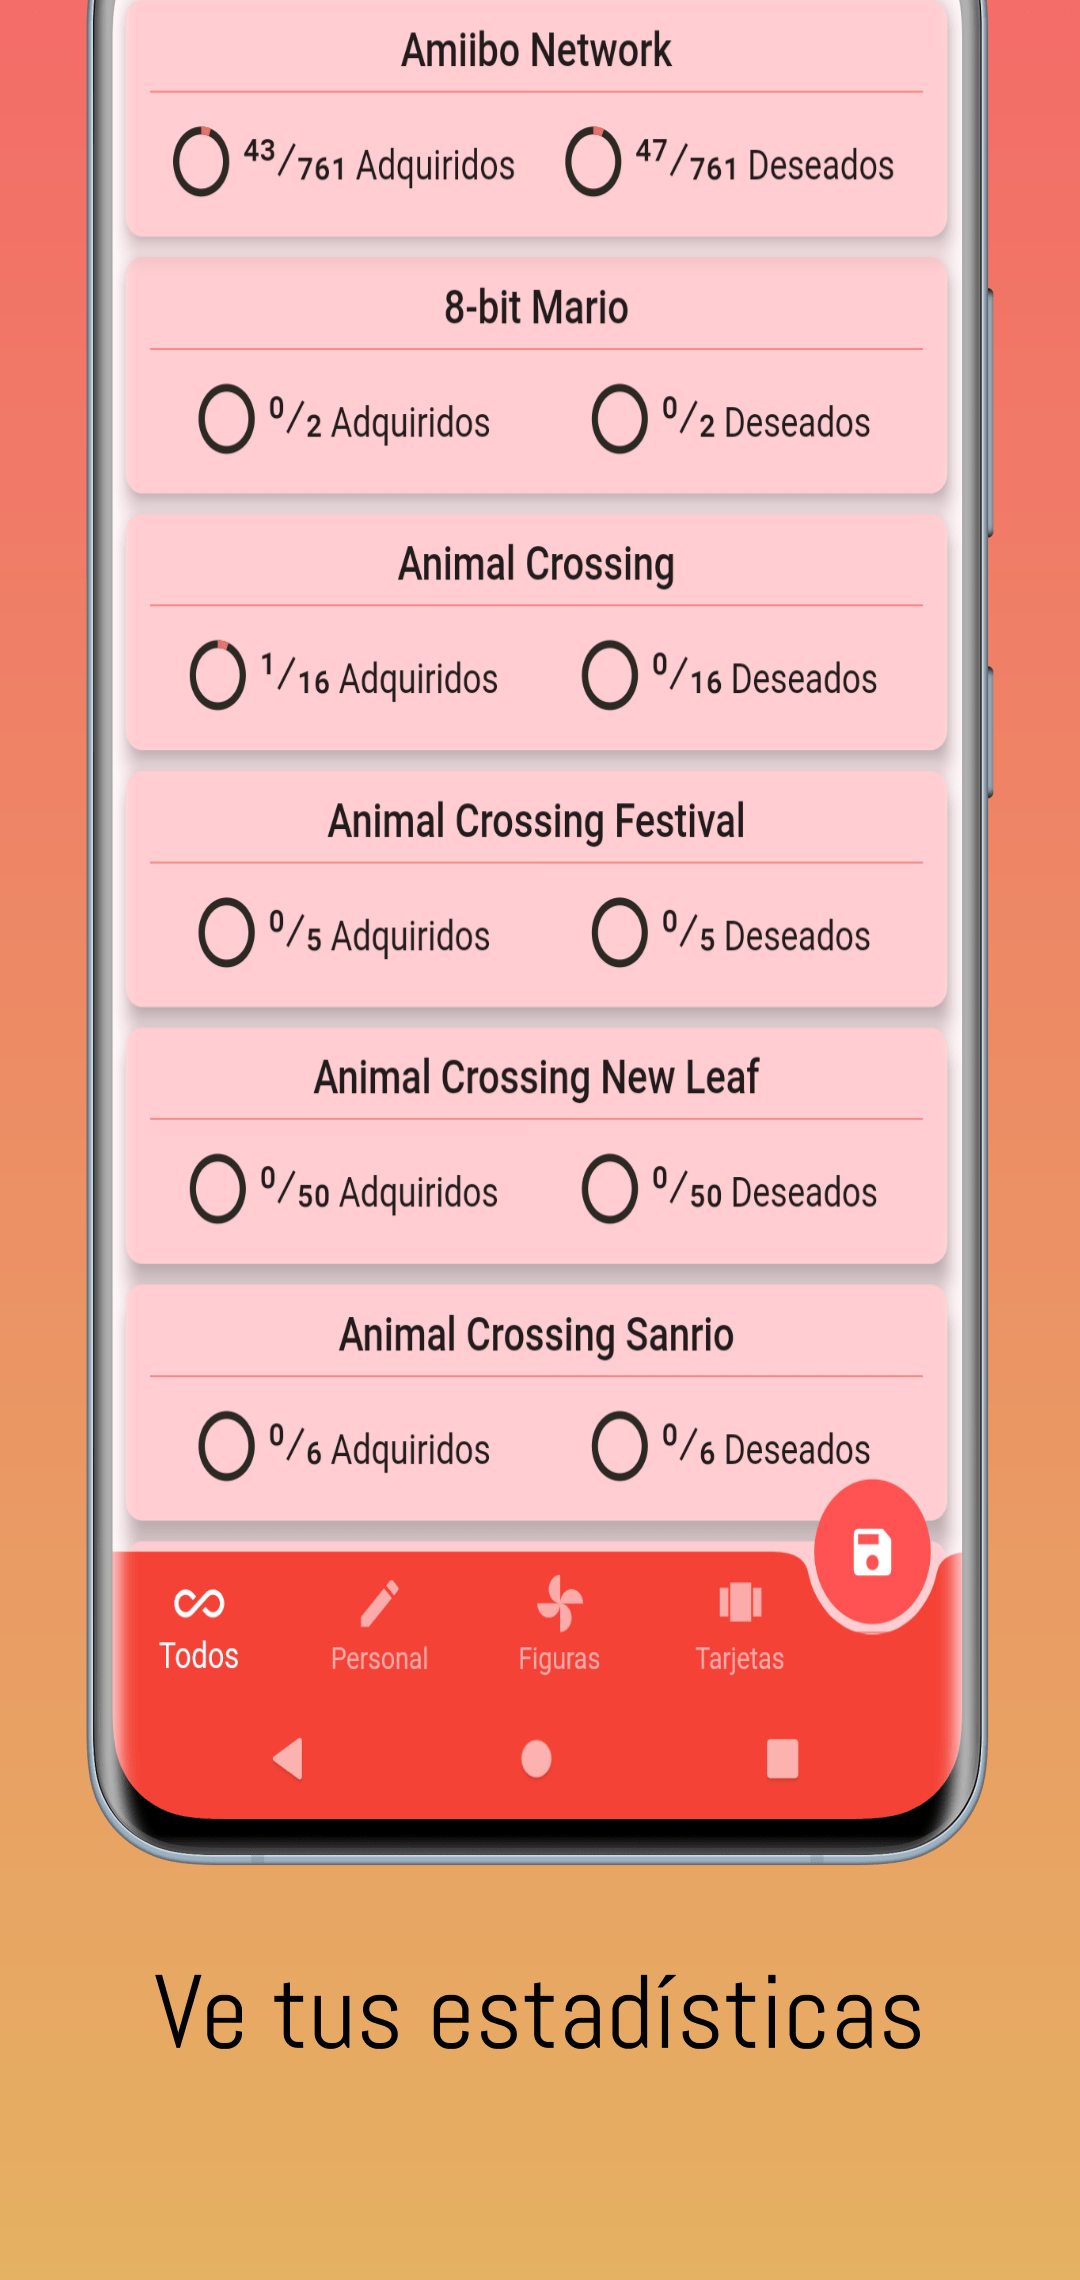 Amiibo Network
43/761 Adquiridos 47/761 Deseados
8-bit Mario
0/2 Adquiridos 0/2 Deseados
Animal Crossing
1/16 Adquiridos 0/16 Deseados
Animal Crossing Festival
0/5 Adquiridos 0/5 Deseados
Animal Crossing New Leaf
0/50 Adquiridos 0/50 Deseados
Animal Crossing Sanrio
0/6 Adquiridos 0/6 Deseados
Todos Personal Figuras Tarjetas
Ve tus estadísticas